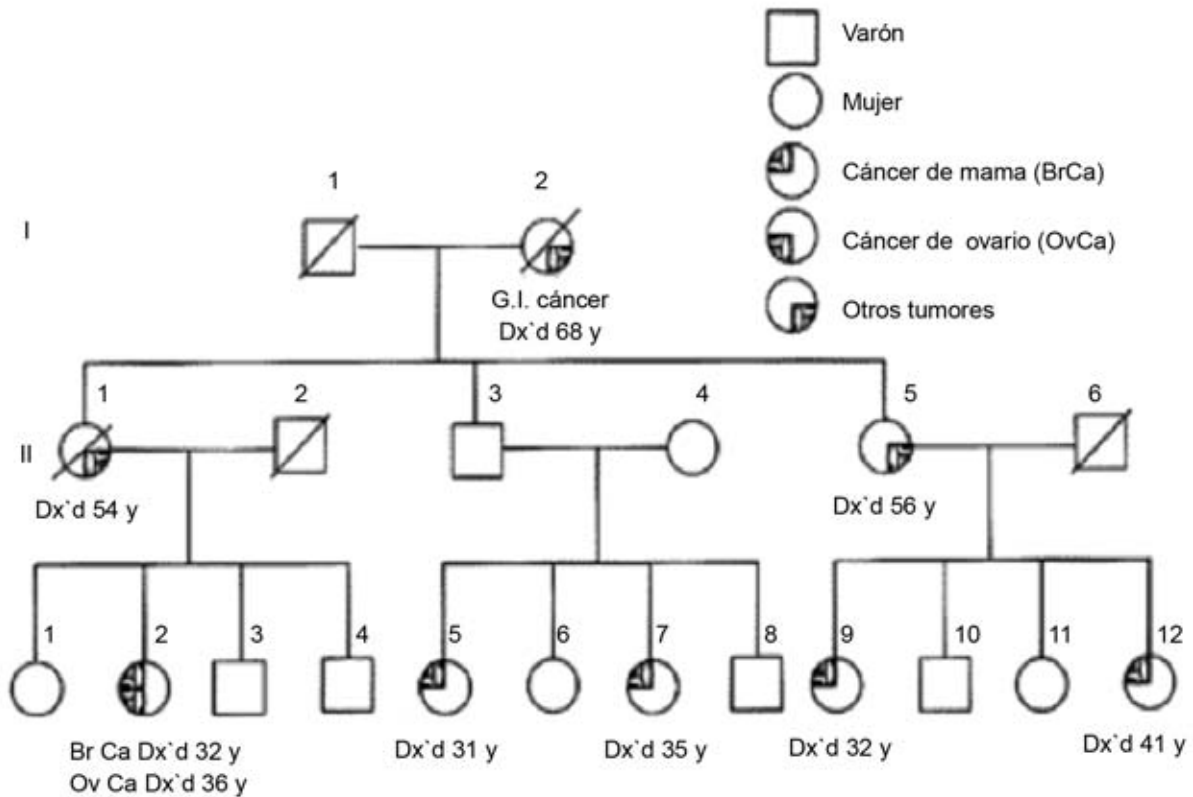 Varón
Mujer
Cáncer de mama (BrCa)
Cáncer de ovario (OvCa)
Otros tumores
1 2
I
G.I. cáncer
Dx`d 68 y
1 2 3 4 5 6
II
Dx`d 54 y Dx`d 56 y
1 2 3 4 5 6 7 8 9 10 11 12
Br Ca Dx`d 32 y Dx`d 31 y Dx`d 35 y Dx`d 32 y Dx`d 41 y
Ov Ca Dx`d 36 y